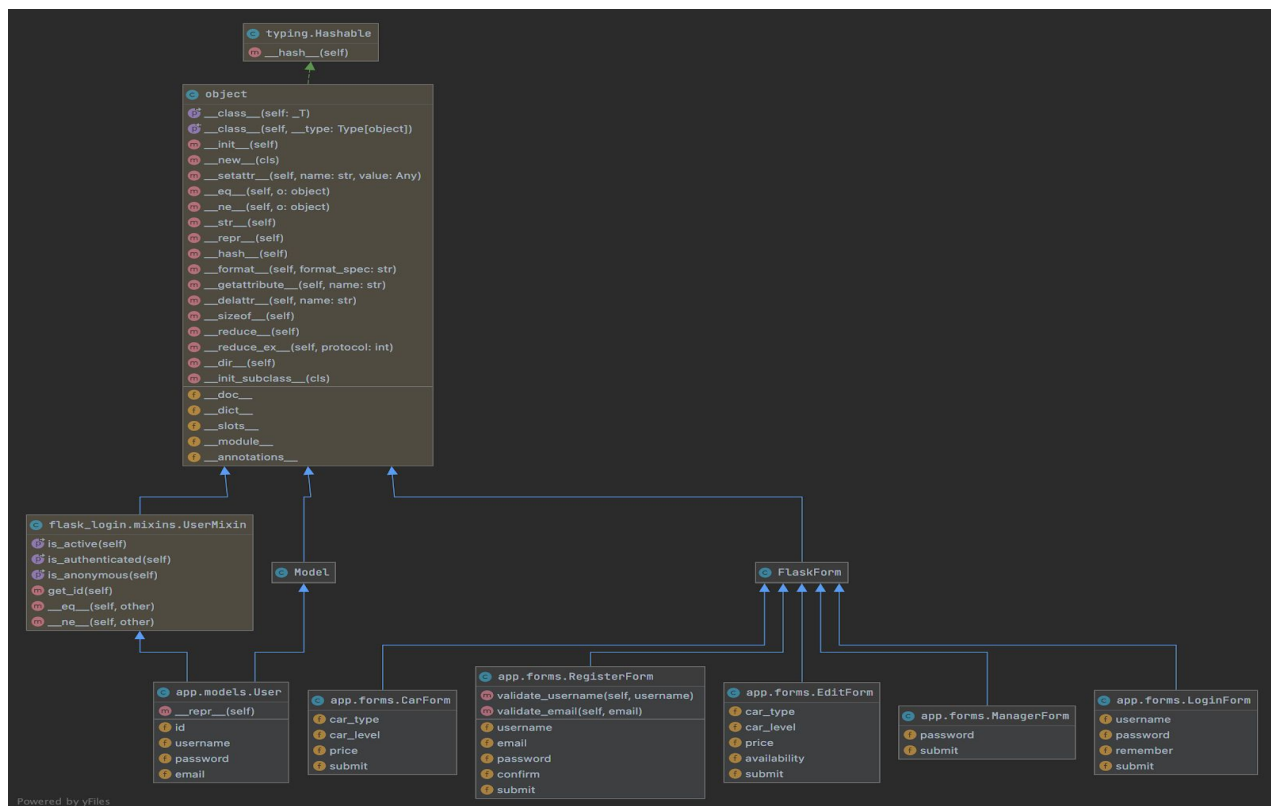 typing.Hashable
__hash__(self)
object
__class__(self: _T)
__class__(self, __type: Type[object])
__init__(self)
__new__(cls)
__setattr__(self, name: str, value: Any)
__eq__(self, o: object)
__ne__(self, o: object)
__str__(self)
__repr__(self)
__hash__(self)
__format__(self, format_spec: str)
__getattribute__(self, name: str)
__delattr__(self, name: str)
__sizeof__(self)
__reduce__(self)
__reduce_ex__(self, protocol: int)
__dir__(self)
__init_subclass__(cls)
__doc__
__dict__
__slots__
__module__
__annotations__
flask_login.mixins.UserMixin
is_active(self)
is_authenticated(self)
is_anonymous(self)
get_id(self)
__eq__(self, other)
__ne__(self, other)
Model
FlaskForm
app.models.User
__repr__(self)
id
username
password
email
app.forms.CarForm
car_type
car_level
price
submit
app.forms.RegisterForm
validate_username(self, username)
validate_email(self, email)
username
email
password
confirm
submit
app.forms.EditForm
car_type
car_level
price
availability
submit
app.forms.ManagerForm
password
submit
app.forms.LoginForm
username
password
remember
submit
Powered by yFiles